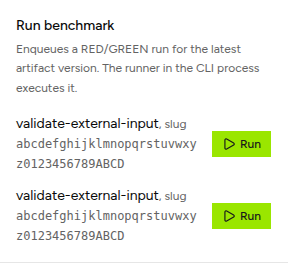 Run benchmark
Enqueues a RED/GREEN run for the latest
artifact version. The runner in the CLI process
executes it.
validate-external-input, slug
abcdefghijklmnopqrstuvwxy
z0123456789ABCD
Run
validate-external-input, slug
abcdefghijklmnopqrstuvwxy
z0123456789ABCD
Run